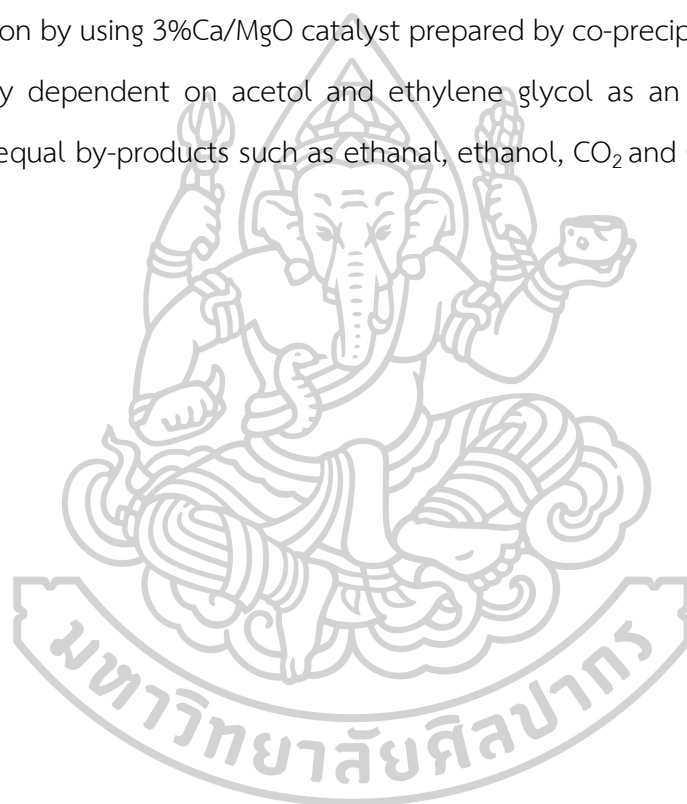 on by using 3%Ca/MgO catalyst prepared by co-precip
y dependent on acetol and ethylene glycol as an
equal by-products such as ethanal, ethanol, CO2 and
มหาวิทยาลัยศิลปากร